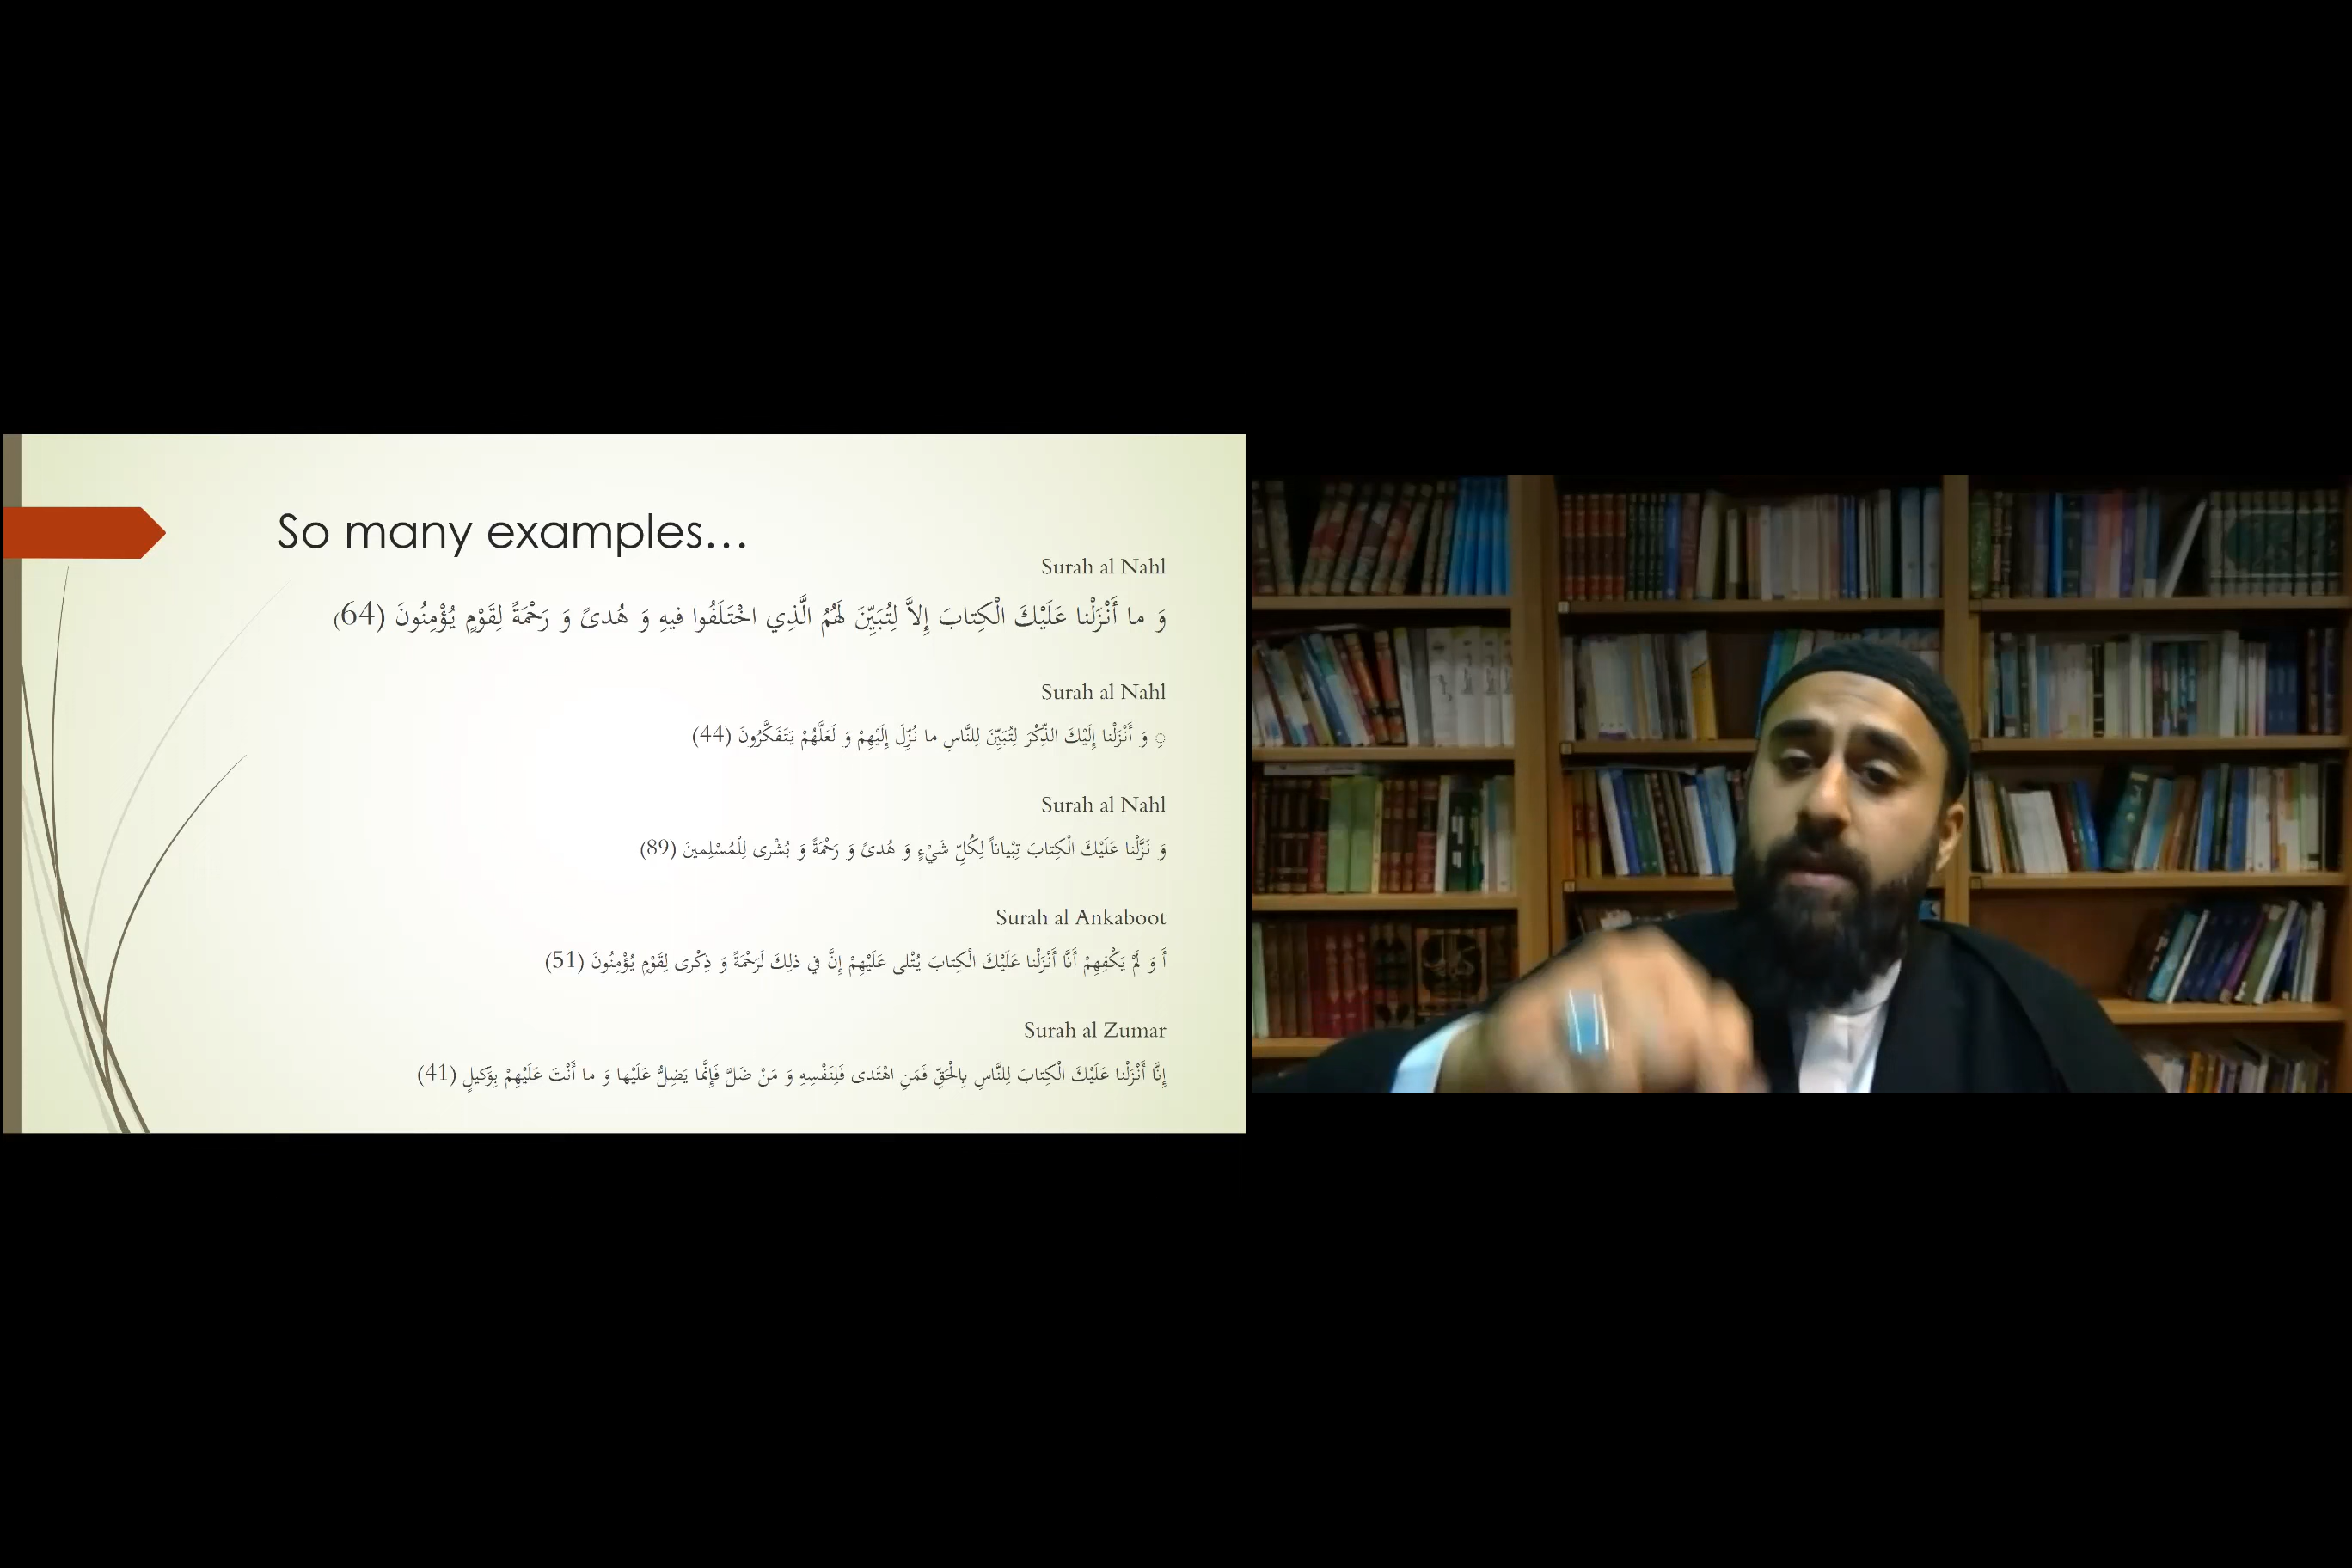 So many examples...
Surah al Nahl
وَ ما أَنْزَلْنا عَلَيْكَ الْكِتابَ إِلاَّ لِتُبَيِّنَ لَهُمُ الَّذِي اخْتَلَفُوا فيهِ وَ هُدىً وَ رَحْمَةً لِقَوْمٍ يُؤْمِنُونَ (64)
Surah al Nahl
ِ وَ أَنْزَلْنا إِلَيْكَ الذِّكْرَ لِتُبَيِّنَ لِلنَّاسِ ما نُزِّلَ إِلَيْهِمْ وَ لَعَلَّهُمْ يَتَفَكَّرُونَ (44)
Surah al Nahl
وَ نَزَّلْنا عَلَيْكَ الْكِتابَ تِبْياناً لِكُلِّ شَيْءٍ وَ هُدىً وَ رَحْمَةً وَ بُشْرى لِلْمُسْلِمينَ (89)
Surah al Ankaboot
أَ وَ لَمْ يَكْفِهِمْ أَنَّا أَنْزَلْنا عَلَيْكَ الْكِتابَ يُتْلى عَلَيْهِمْ إِنَّ في ذلِكَ لَرَحْمَةً وَ ذِكْرى لِقَوْمٍ يُؤْمِنُونَ (51)
Surah al Zumar
إِنَّا أَنْزَلْنا عَلَيْكَ الْكِتابَ لِلنَّاسِ بِالْحَقِّ فَمَنِ اهْتَدى فَلِنَفْسِهِ وَ مَنْ ضَلَّ فَإِنَّما يَضِلُّ عَلَيْها وَ ما أَنْتَ عَلَيْهِمْ بِوَكيلٍ (41)